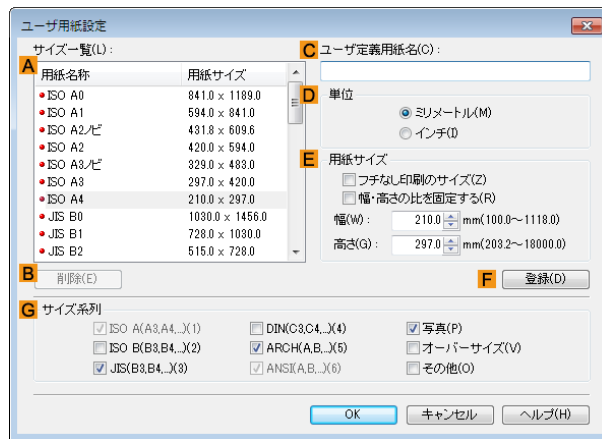 ユーザ用紙設定
サイズ一覧(L):
A
用紙名称 用紙サイズ
ISO A0 841.0 × 1189.0
ISO A1 594.0 × 841.0
ISO A2ノビ 431.8 × 609.6
ISO A2 420.0 × 594.0
ISO A3ノビ 329.0 × 483.0
ISO A3 297.0 × 420.0
ISO A4 210.0 × 297.0
JIS B0 1030.0 × 1456.0
JIS B1 728.0 × 1030.0
JIS B2 515.0 × 728.0
B
削除(E)
C ユーザ定義用紙名(C):
D 単位
ミリメートル(M)
インチ(I)
E 用紙サイズ
フチなし印刷のサイズ(Z)
幅・高さの比を固定する(R)
幅(W): 210.0 mm(100.0～1118.0)
高さ(G): 297.0 mm(203.2～18000.0)
F 登録(D)
G サイズ系列
ISO A(A3,A4,..)(1) DIN(C3,C4,..)(4) 写真(P)
ISO B(B3,B4,..)(2) ARCH(A,B,..)(5) オーバーサイズ(V)
JIS(B3,B4,..)(3) ANSI(A,B,..)(6) その他(O)
OK キャンセル ヘルプ(H)